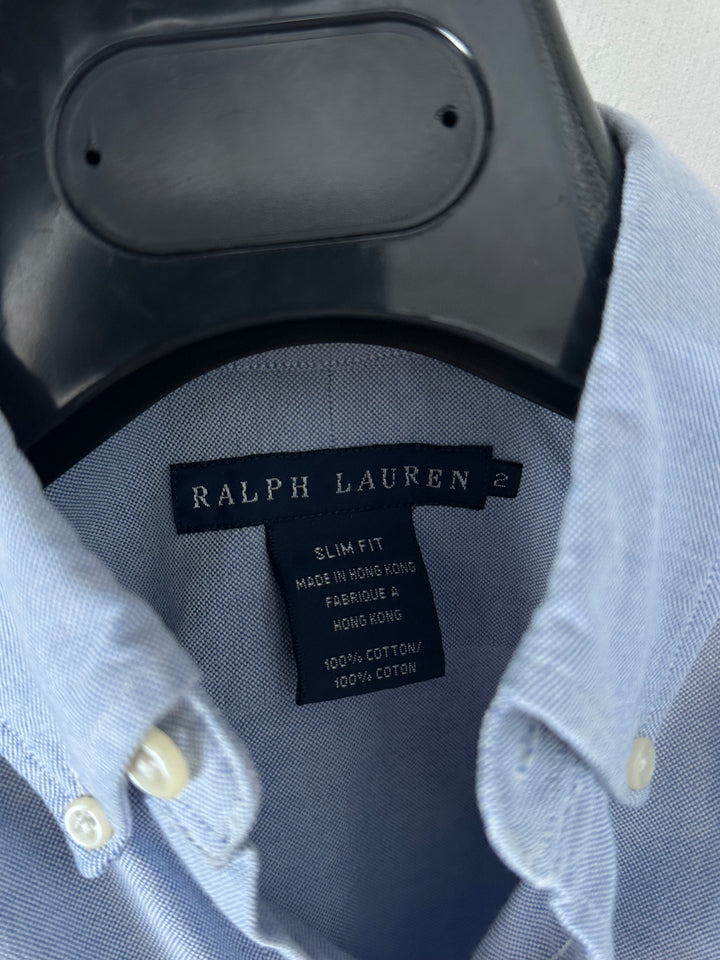 RALPH LAUREN 2
SLIM FIT
MADE IN HONG KONG
FABRIQUE A
HONG KONG
100% COTTON/
100% COTON